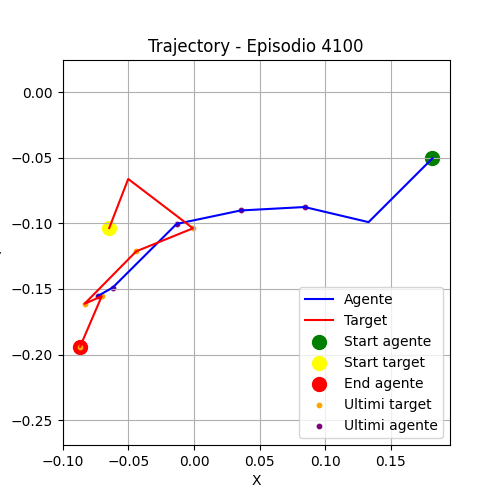 Trajectory - Episodio 4100
0.00
−0.05
−0.10
−0.15
−0.20
−0.25
Agente
Target
Start agente
Start target
End agente
Ultimi target
Ultimi agente
−0.10 −0.05 0.00 0.05 0.10 0.15
X